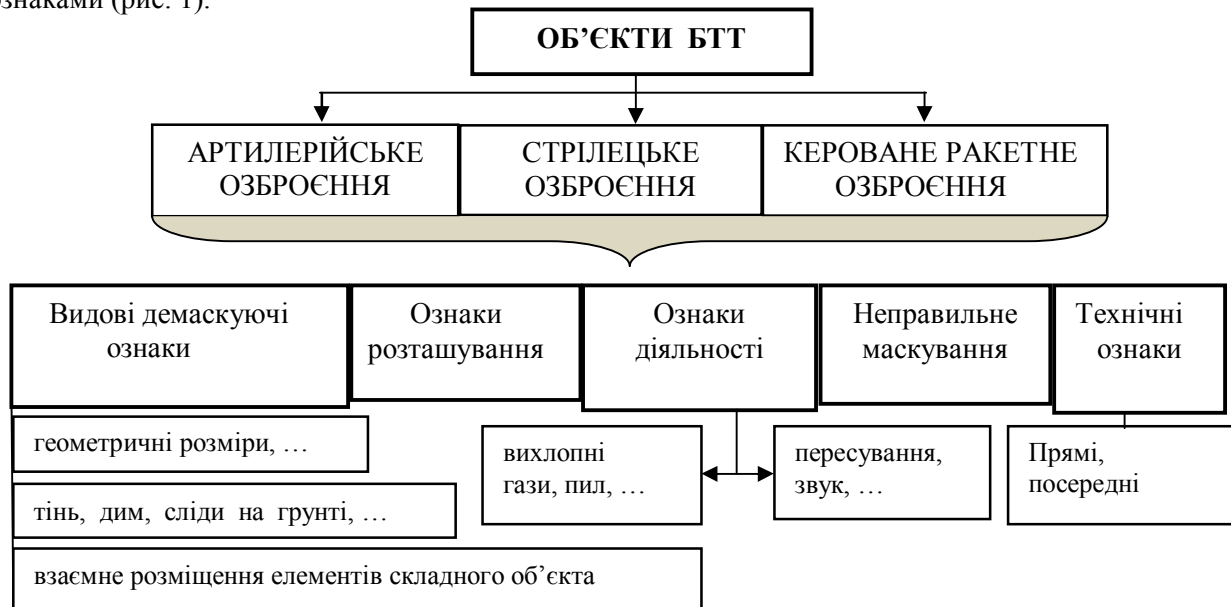 ознаками (рис. 1).
ОБ’ЄКТИ БТТ
АРТИЛЕРІЙСЬКЕ
ОЗБРОЄННЯ
СТРІЛЕЦЬКЕ
ОЗБРОЄННЯ
КЕРОВАНЕ РАКЕТНЕ
ОЗБРОЄННЯ
Видові демаскуючі
ознаки
Ознаки
розташування
Ознаки
діяльності
Неправильне
маскування
Технічні
ознаки
геометричні розміри, …
тінь, дим, сліди на грунті, …
взаємне розміщення елементів складного об’єкта
вихлопні
гази, пил, …
пересування,
звук, …
Прямі,
посередні